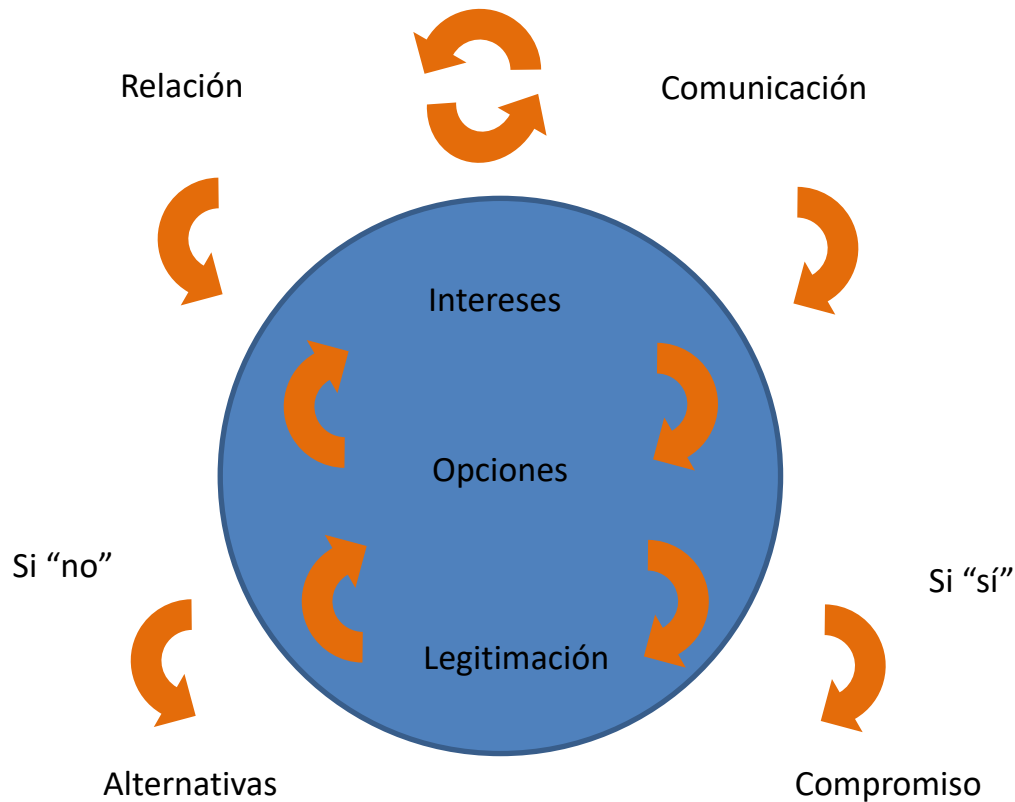 Relación
Comunicación
Intereses
Opciones
Si “no”
Si “sí”
Legitimación
Alternativas
Compromiso